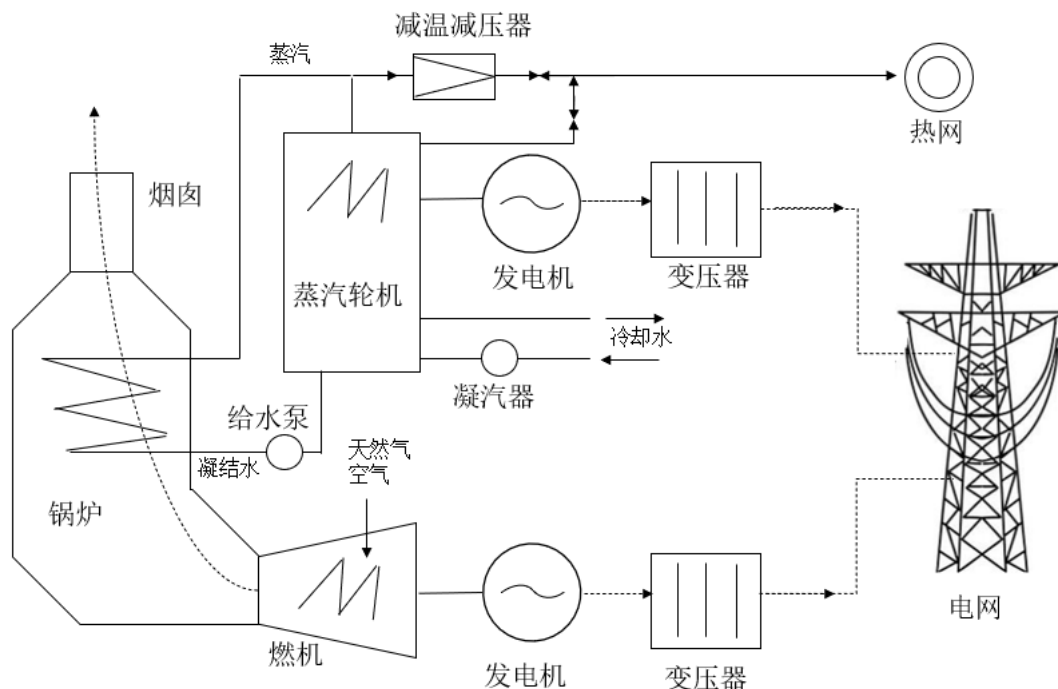 减温减压器
蒸汽
热网
烟囱
发电机
变压器
蒸汽轮机
冷却水
凝汽器
给水泵
凝结水
天然气
空气
锅炉
电网
燃机
发电机
变压器